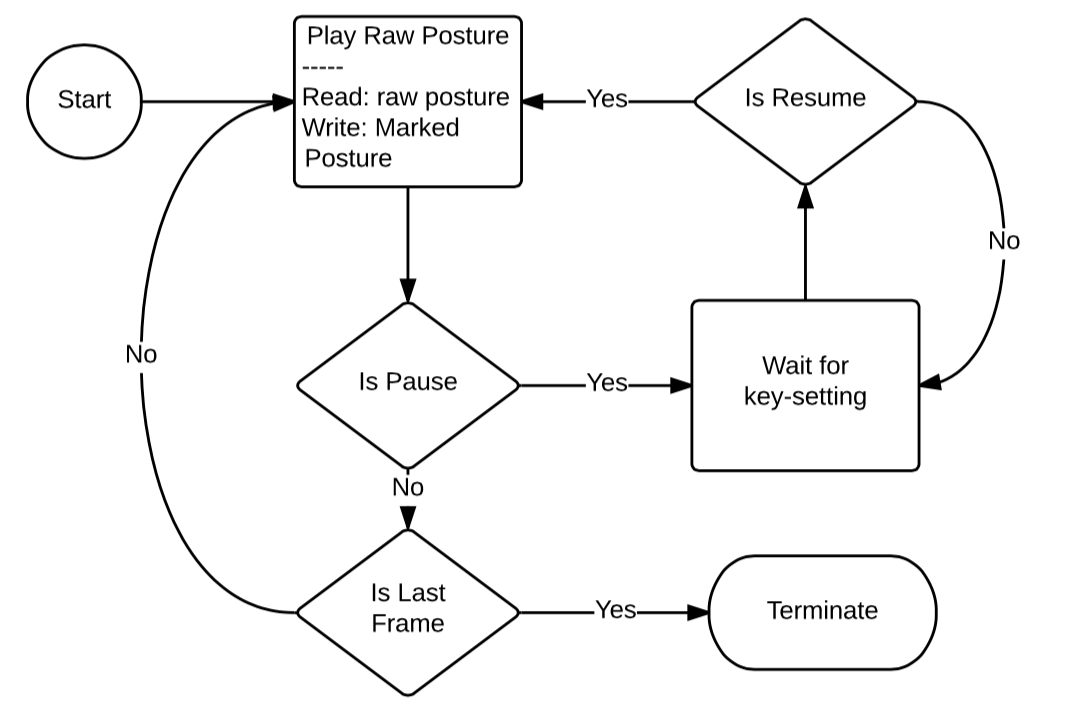 Start
Play Raw Posture
-----
Read: raw posture
Write: Marked
Posture
Yes
Is Resume
No
No
Is Pause
Yes
Wait for
key-setting
No
Is Last
Frame
Yes
Terminate